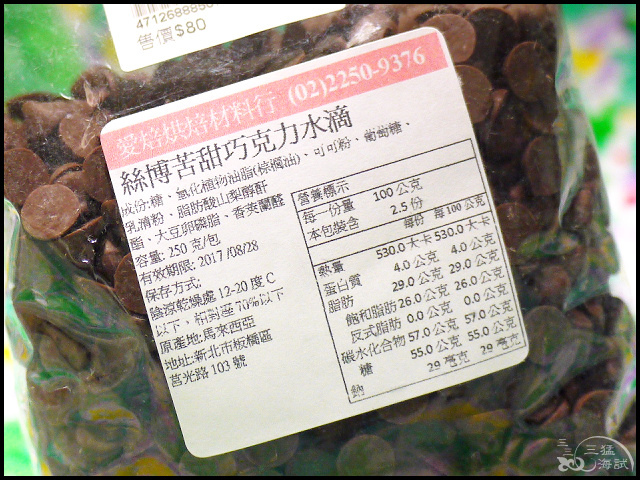 售價$80
愛焙烘焙材料行 (02)2250-9376
絲博苦甜巧克力水滴
成份:糖、氫化植物油脂(棕櫚油)、可可粉、葡萄糖、
乳清粉、脂肪酸山梨醇酐
酯、大豆卵磷脂、香莢蘭醛
容量: 250 克/包
有效期限: 2017 /08/28
保存方式:
陰涼乾燥處 12-20 度 C
以下，相對溼 70%以下
原產地:馬來西亞
地址:新北市板橋區
莒光路 103 號
營養標示
每一份量 100 公克
本包裝含 2.5 份
每份 每 100 公克
熱量 530.0 大卡 530.0 大卡
蛋白質 4.0 公克 4.0 公克
脂肪 29.0 公克 29.0 公克
飽和脂肪 26.0 公克 26.0 公克
反式脂肪 0.0 公克 0.0 公克
碳水化合物 57.0 公克 57.0 公克
糖 55.0 公克 55.0 公克
鈉 29 毫克 29 毫克
三猛
海試